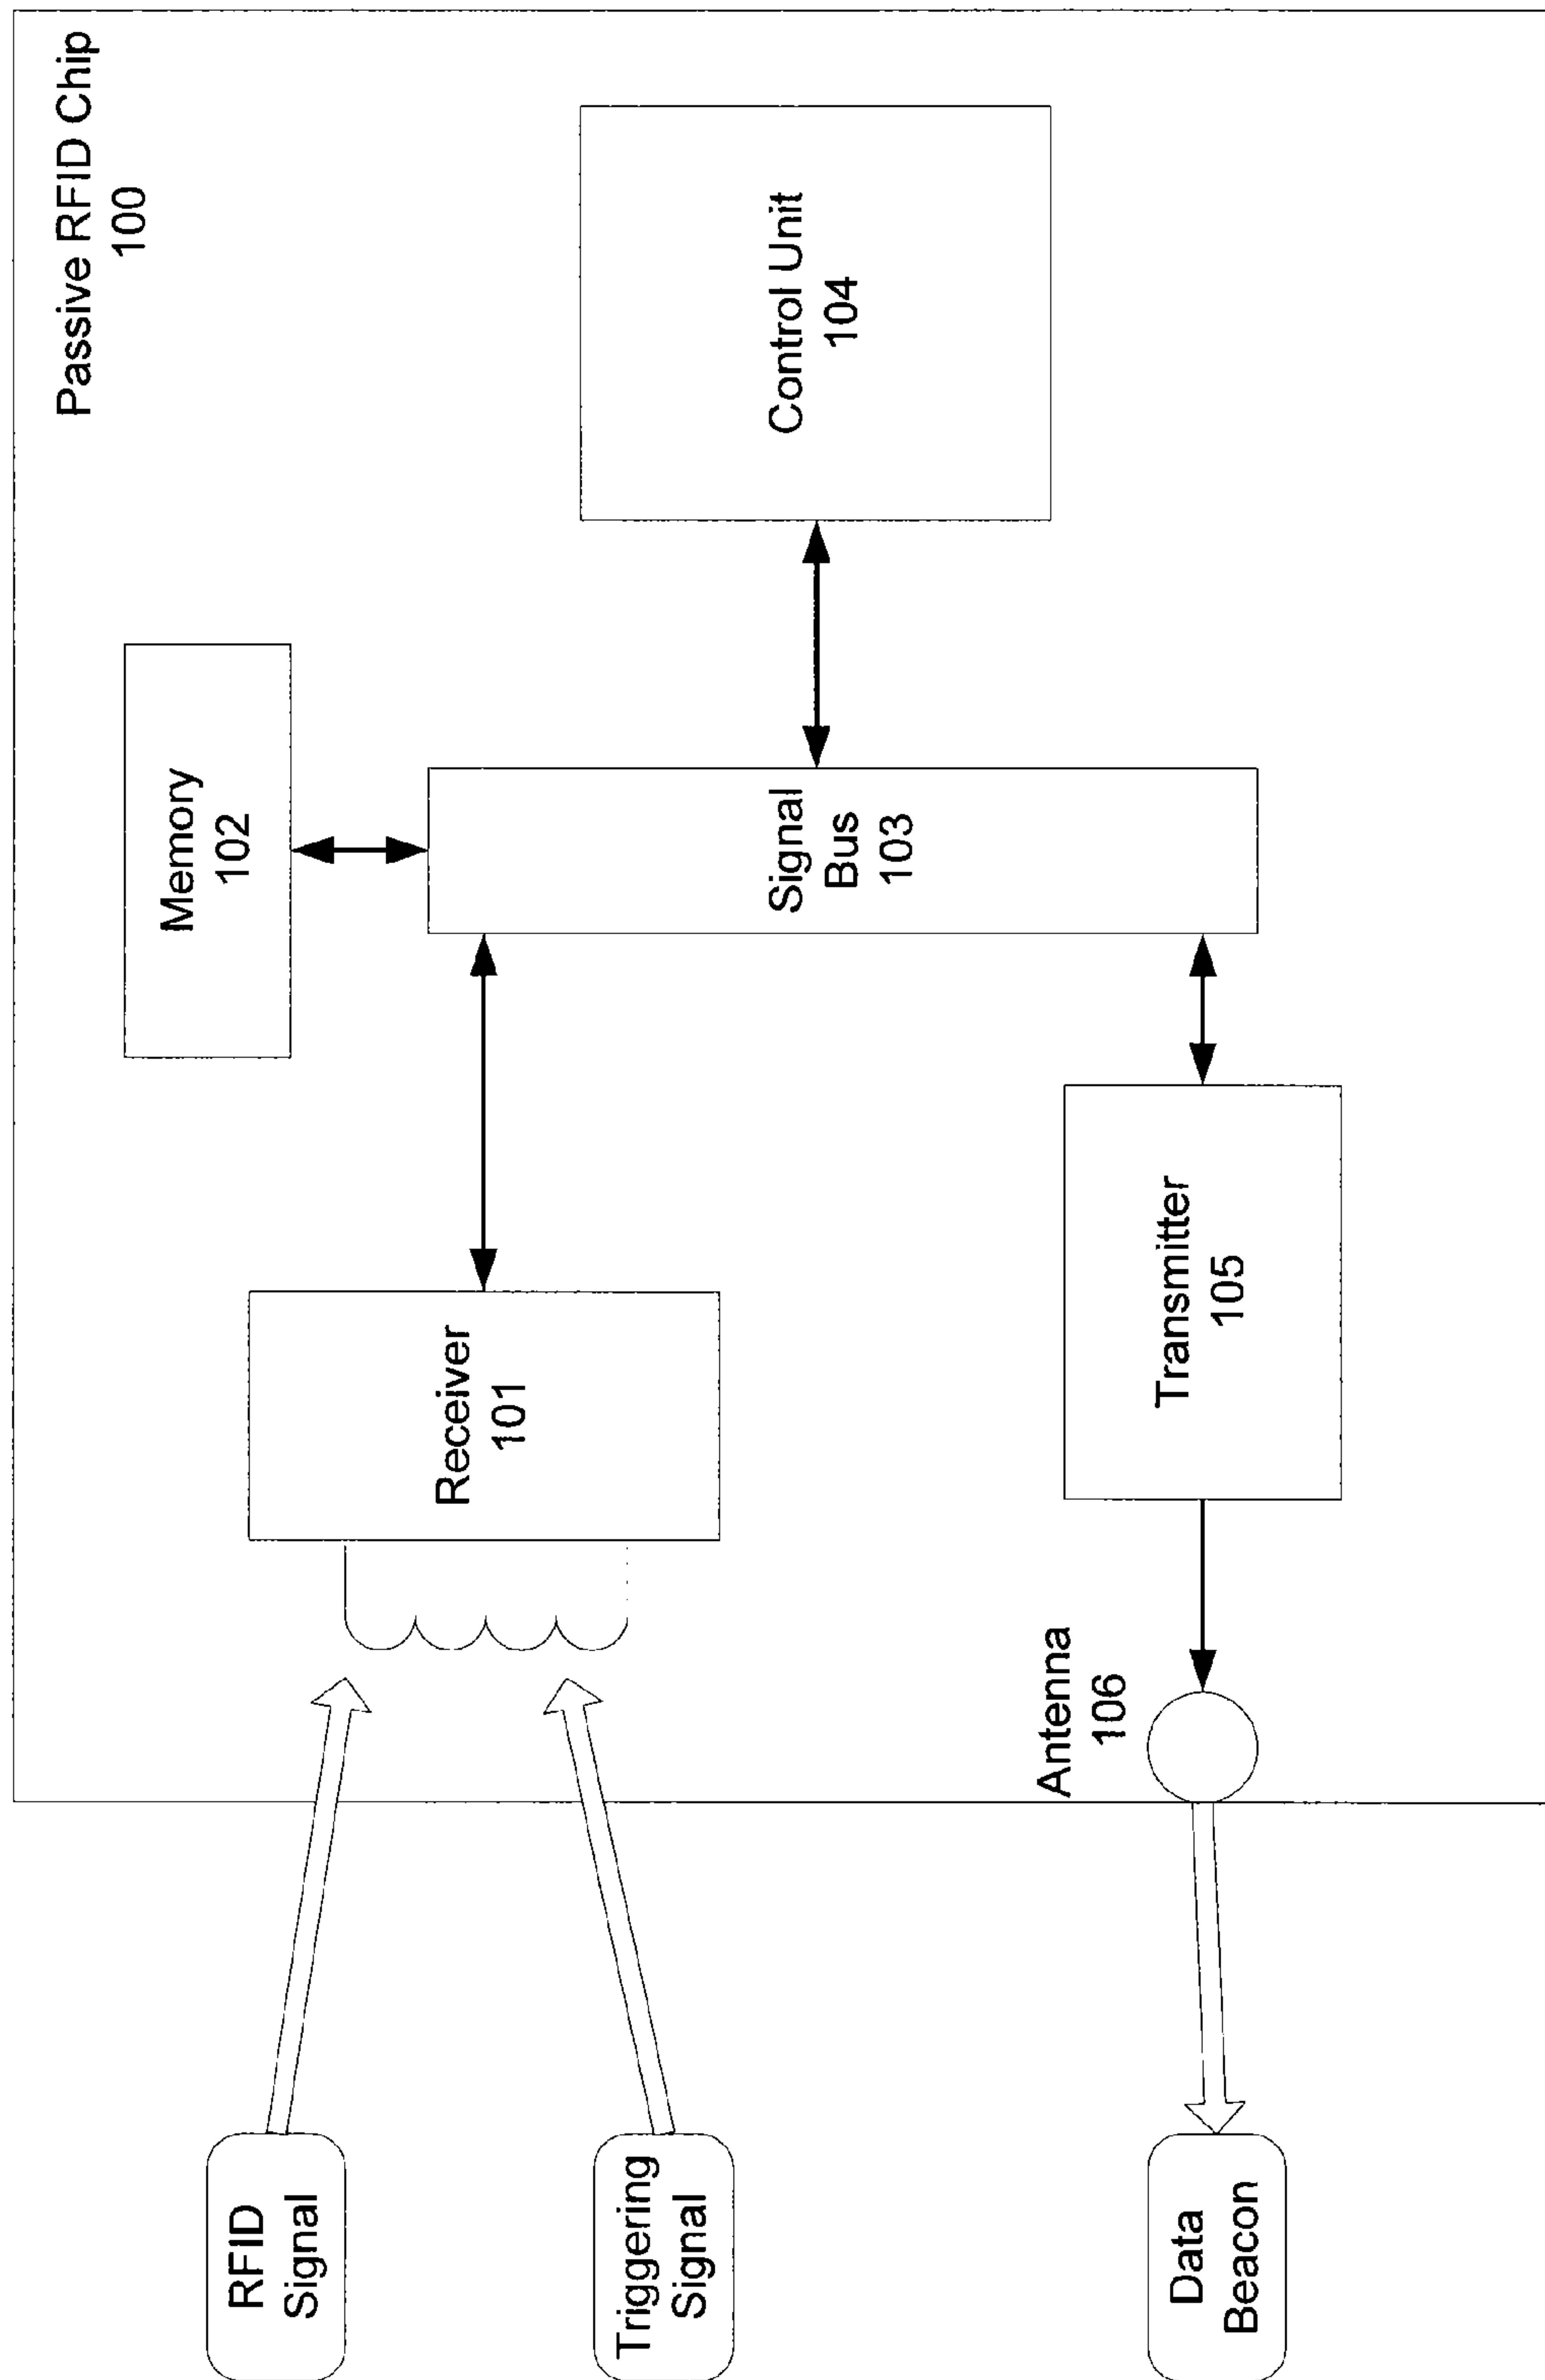 Passive RFID Chip
100
Memory
102
Control Unit
104
Signal
Bus
103
Receiver
101
Transmitter
105
Antenna
106
RFID
Signal
Triggering
Signal
Data
Beacon